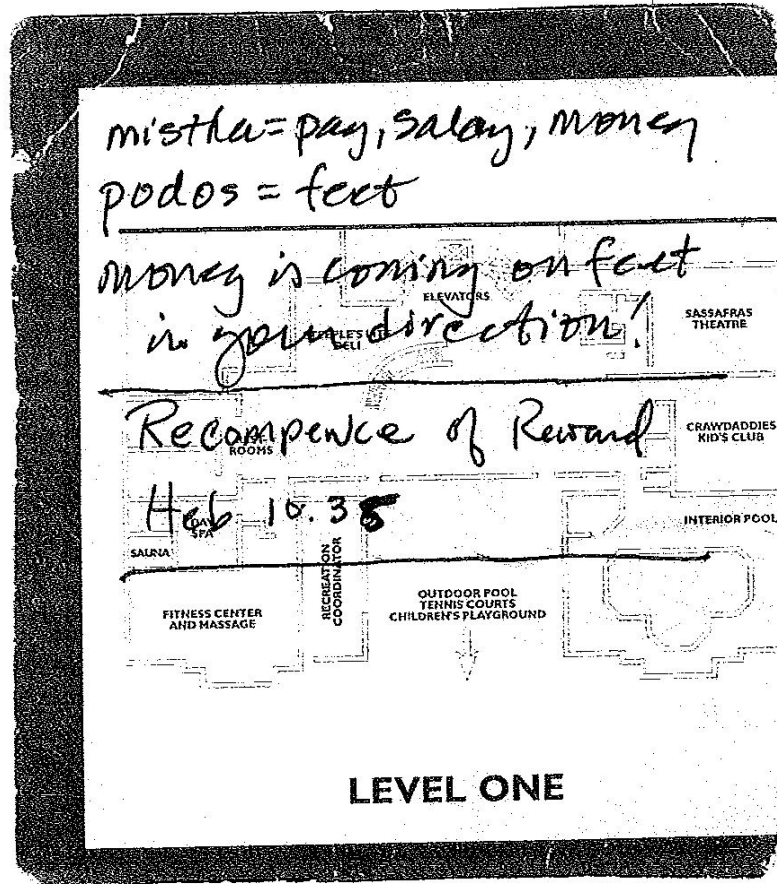 mistha = pay, salary, money
podos = feet
money is coming on feet
ELEVATORS
in your direction!
DELI
SASSAFRAS
THEATRE
Recompence of Reward
ROOMS
CRAWDADDIES
KID'S CLUB
Heb 10.35
DAY
SPA
SAUNA
INTERIOR POOL
RECREATION
COORDINATOR
FITNESS CENTER
AND MASSAGE
OUTDOOR POOL
TENNIS COURTS
CHILDREN'S PLAYGROUND
LEVEL ONE